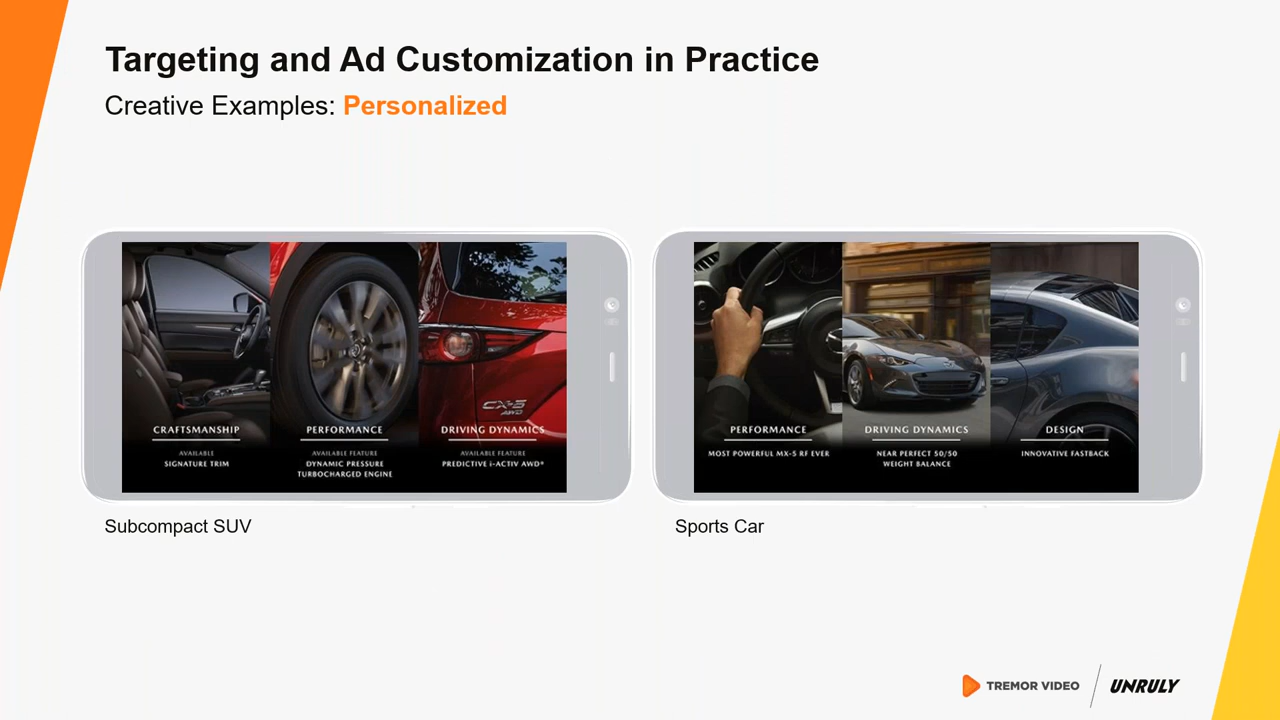 Targeting and Ad Customization in Practice
Creative Examples: Personalized
CRAFTSMANSHIP
AVAILABLE
SIGNATURE TRIM
PERFORMANCE
AVAILABLE FEATURE
DYNAMIC PRESSURE
TURBOCHARGED ENGINE
CX-5
AWD
DRIVING DYNAMICS
AVAILABLE FEATURE
PREDICTIVE i-ACTIV AWD®
PERFORMANCE
MOST POWERFUL MX-5 RF EVER
DRIVING DYNAMICS
NEAR PERFECT 50/50
WEIGHT BALANCE
DESIGN
INNOVATIVE FASTBACK
Subcompact SUV
Sports Car
TREMOR VIDEO
UNRULY